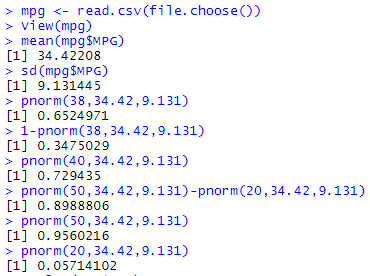 > mpg <- read.csv(file.choose())
> View(mpg)
> mean(mpg$MPG)
[1] 34.42208
> sd(mpg$MPG)
[1] 9.131445
> pnorm(38,34.42,9.131)
[1] 0.6524971
> 1-pnorm(38,34.42,9.131)
[1] 0.3475029
> pnorm(40,34.42,9.131)
[1] 0.729435
> pnorm(50,34.42,9.131)-pnorm(20,34.42,9.131)
[1] 0.8988806
> pnorm(50,34.42,9.131)
[1] 0.9560216
> pnorm(20,34.42,9.131)
[1] 0.05714102